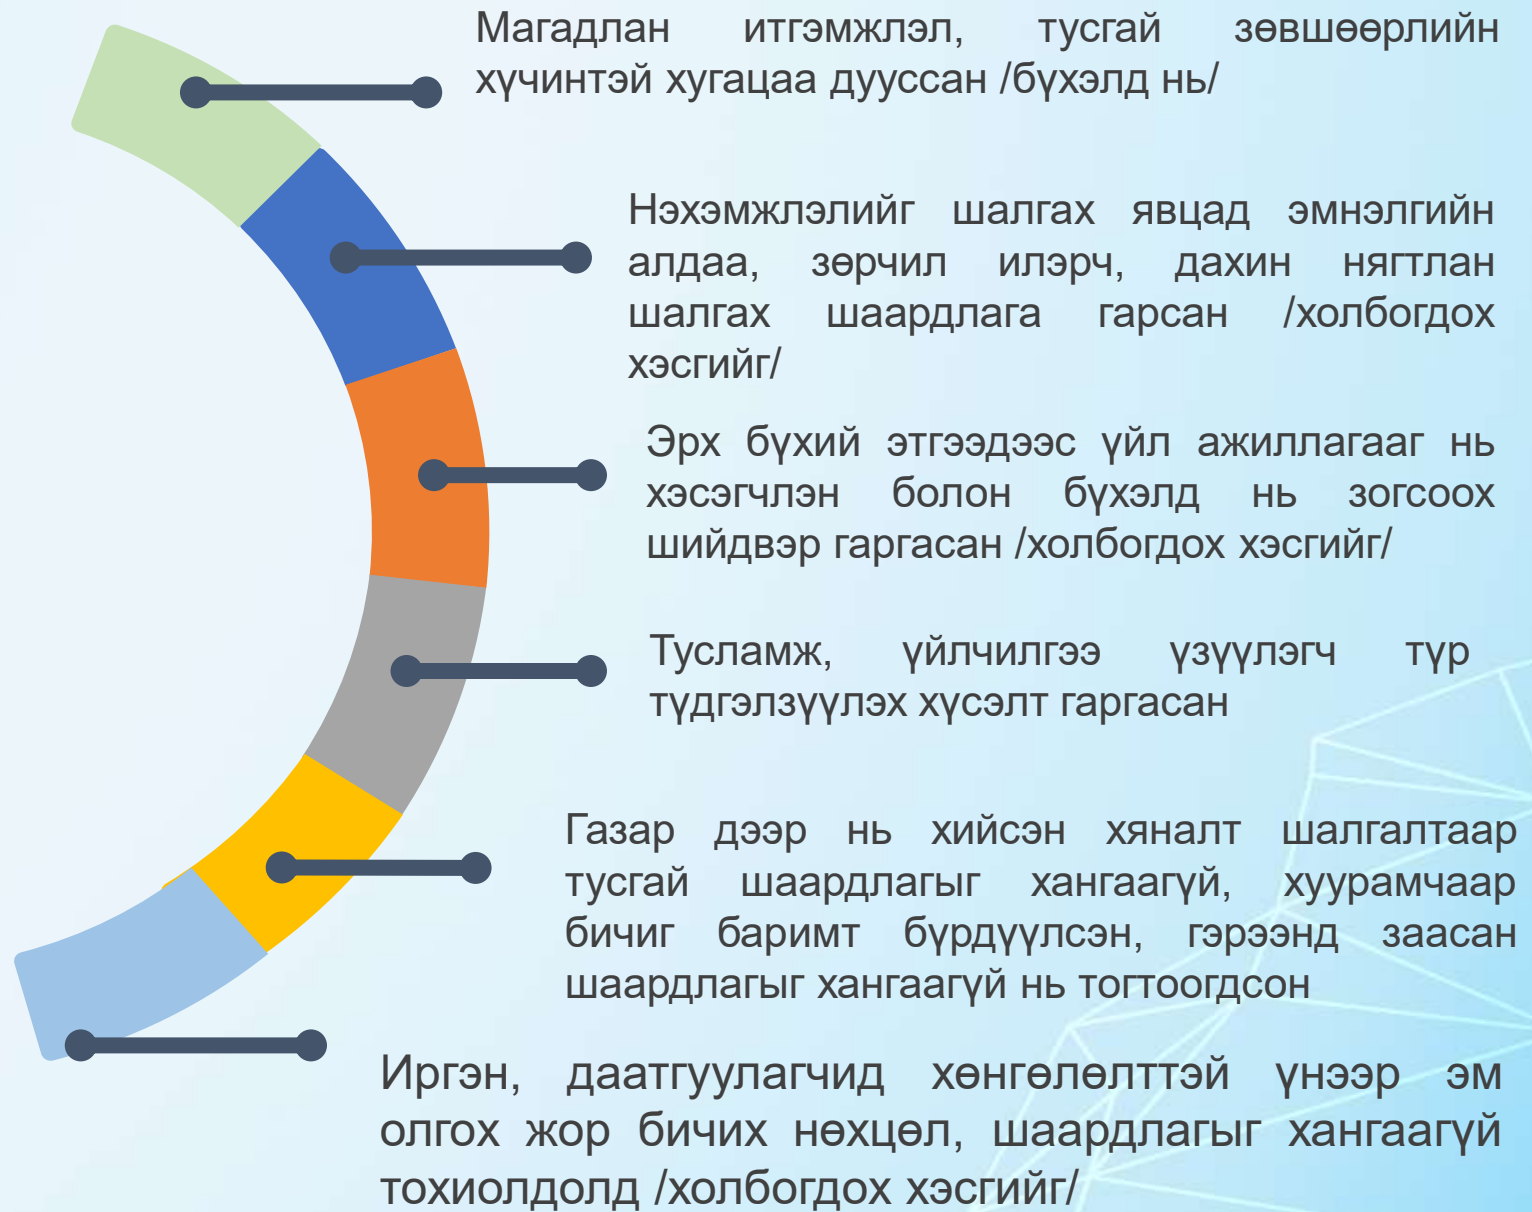 Магадлан итгэмжлэл, тусгай зөвшөөрлийн
хүчинтэй хугацаа дууссан /бүхэлд нь/
Нэхэмжлэлийг шалгах явцад эмнэлгийн
алдаа, зөрчил илэрч, дахин нягтлан
шалгах шаардлага гарсан /холбогдох
хэсгийг/
Эрх бүхий этгээдээс үйл ажиллагааг нь
хэсэгчлэн болон бүхэлд нь зогсоох
шийдвэр гаргасан /холбогдох хэсгийг/
Тусламж, үйлчилгээ үзүүлэгч түр
түдгэлзүүлэх хүсэлт гаргасан
Газар дээр нь хийсэн хяналт шалгалтаар
тусгай шаардлагыг хангаагүй, хуурамчаар
бичиг баримт бүрдүүлсэн, гэрээнд заасан
шаардлагыг хангаагүй нь тогтоогдсон
Иргэн, даатгуулагчид хөнгөлөлттэй үнээр эм
олгох жор бичих нөхцөл, шаардлагыг хангаагүй
тохиолдолд /холбогдох хэсгийг/